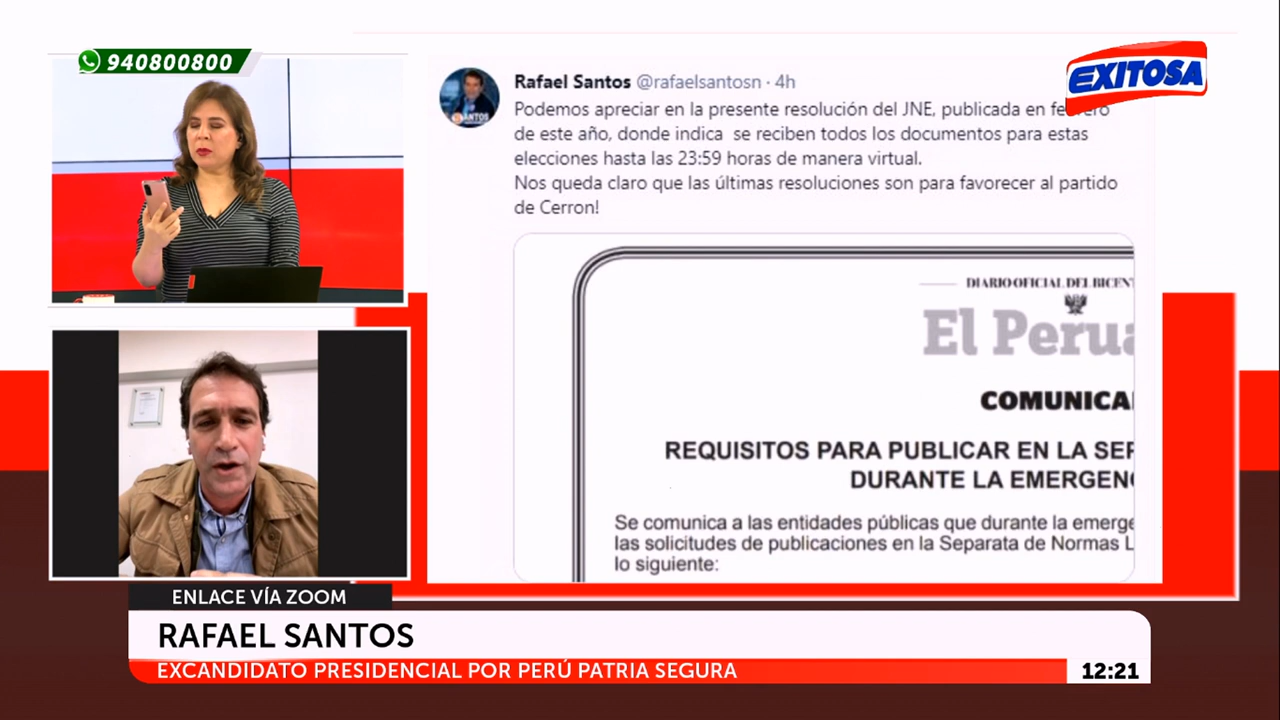 940800800
EXITOSA
Rafael Santos @rafaelsantosn · 4h
Podemos apreciar en la presente resolución del JNE, publicada en febrero
de este año, donde indica se reciben todos los documentos para estas
elecciones hasta las 23:59 horas de manera virtual.
Nos queda claro que las últimas resoluciones son para favorecer al partido
de Cerron!
DIARIO OFICIAL DEL BICENT
El Perua
COMUNICA
REQUISITOS PARA PUBLICAR EN LA SEP
DURANTE LA EMERGEN
Se comunica a las entidades públicas que durante la emerge
las solicitudes de publicaciones en la Separata de Normas L
lo siguiente:
ENLACE VÍA ZOOM
RAFAEL SANTOS
EXCANDIDATO PRESIDENCIAL POR PERÚ PATRIA SEGURA
12:21